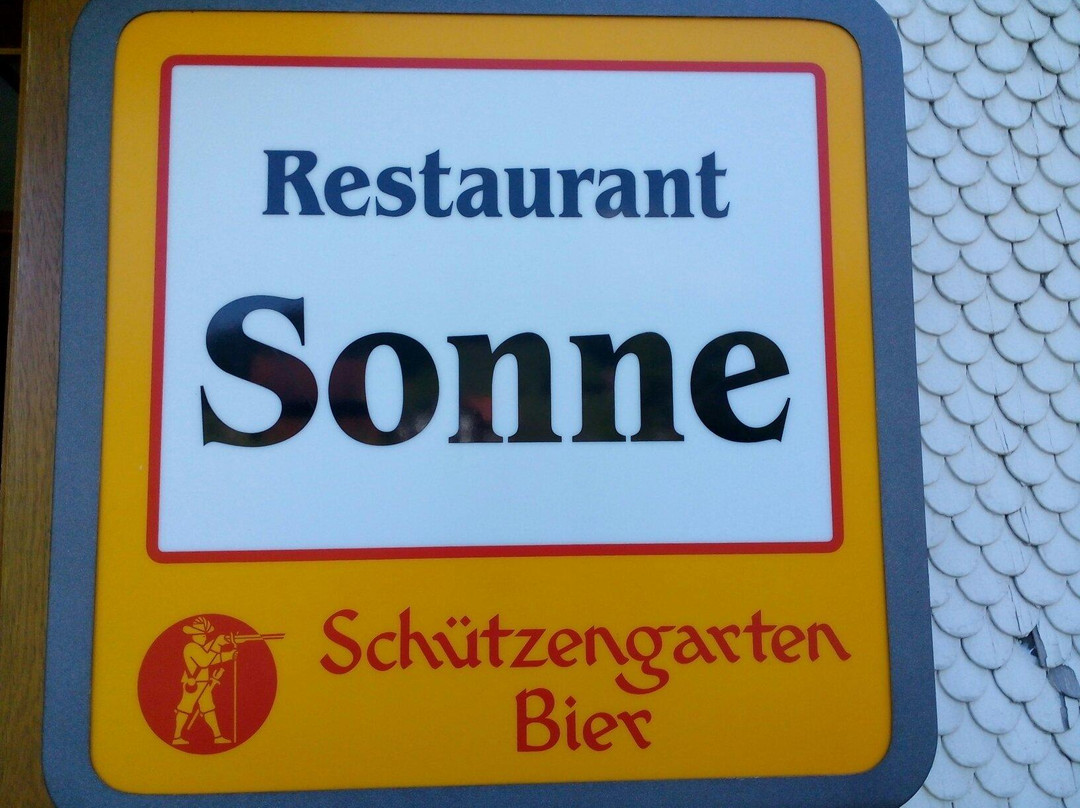 Restaurant
Sonne
Schützengarten
Bier